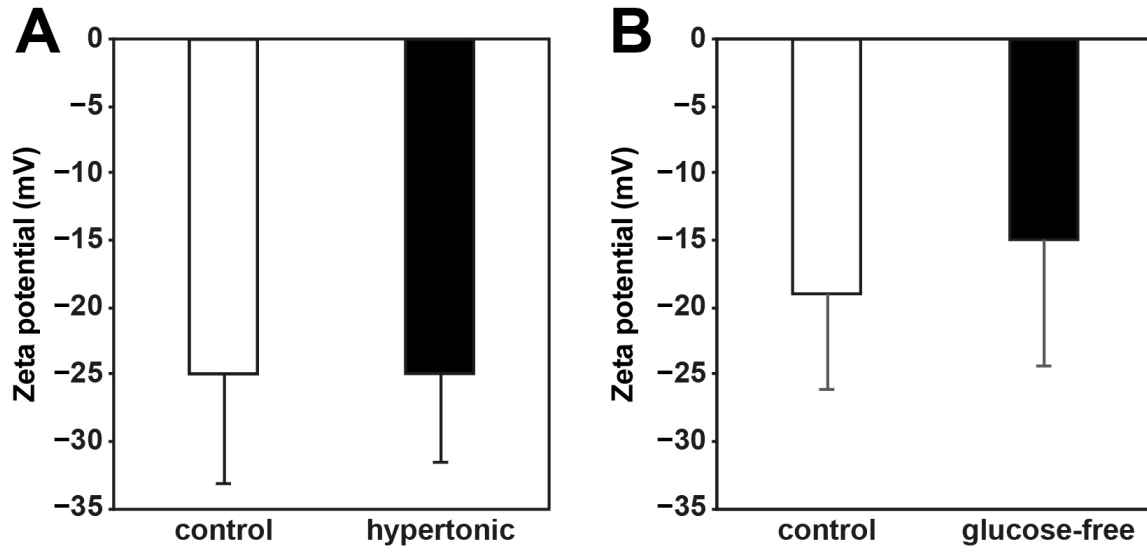 A
Zeta potential (mV)
0
−5
−10
−15
−20
−25
−30
−35
control hypertonic
B
Zeta potential (mV)
0
−5
−10
−15
−20
−25
−30
−35
control glucose-free